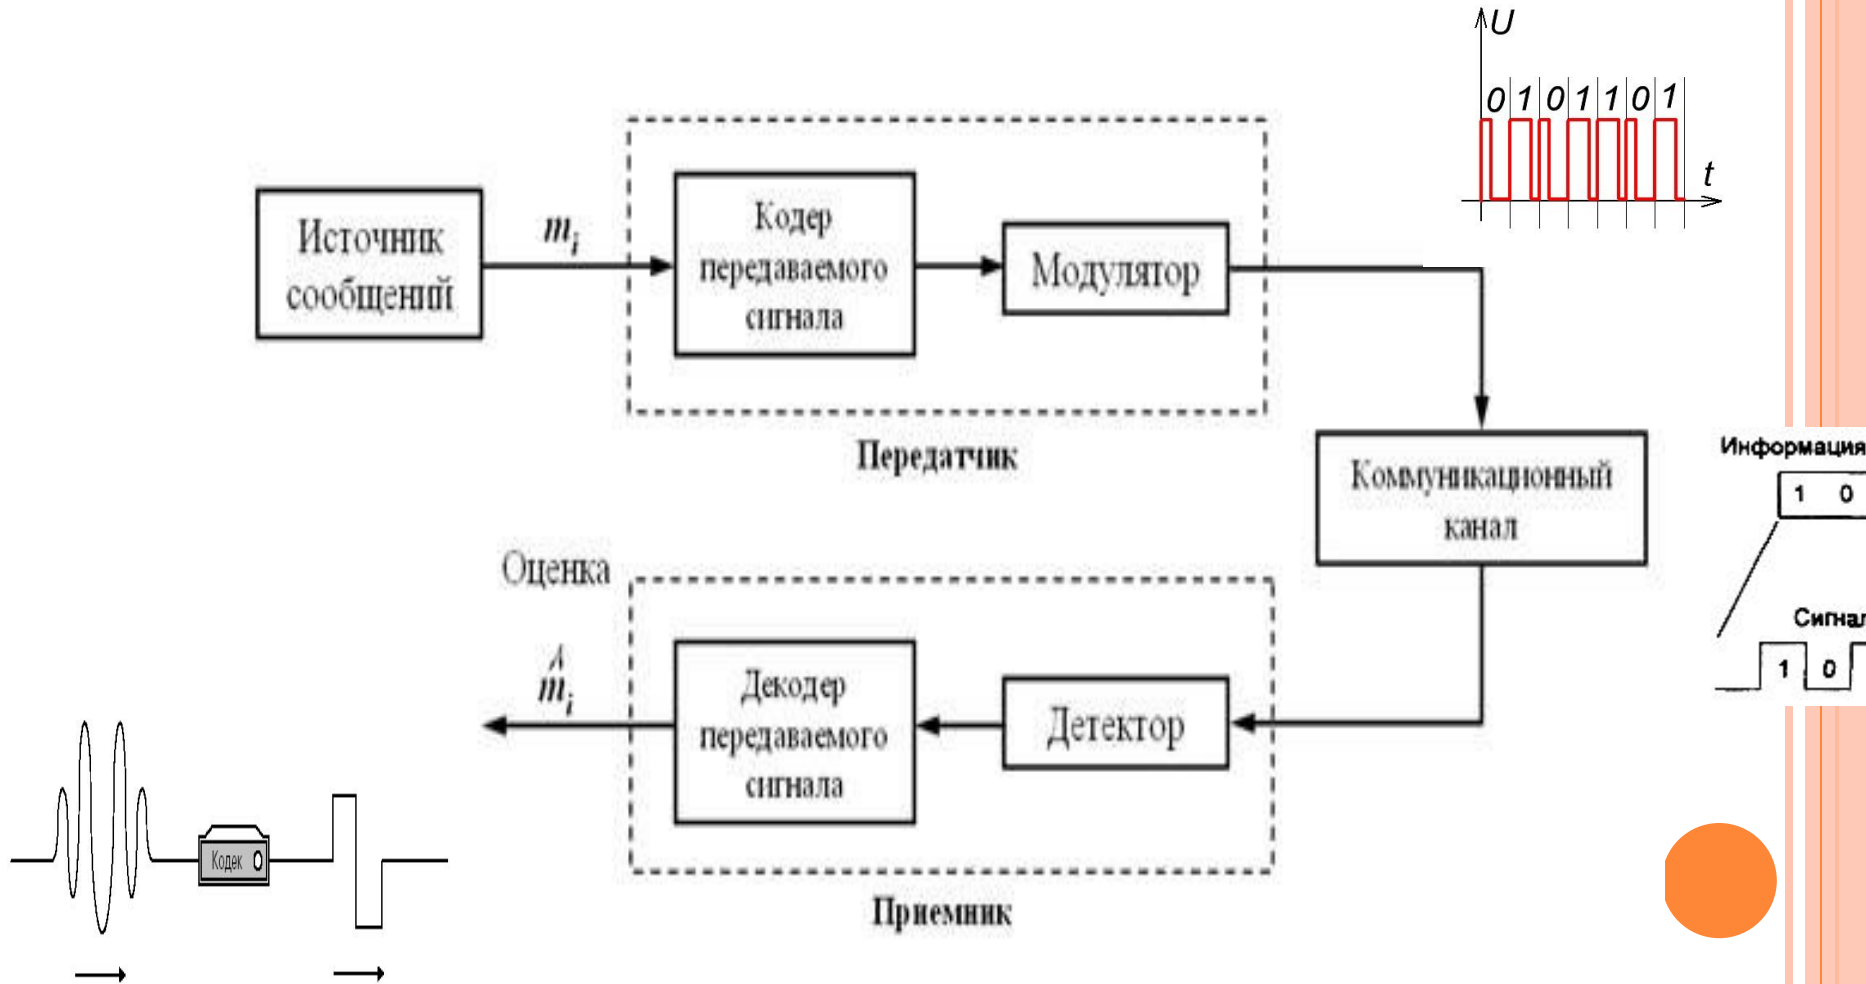 U
0 1 0 1 1 0 1
t
Источник
сообщений
m_i
Кодер
передаваемого
сигнала
Модулятор
Передатчик
Коммуникационный
канал
Информация
1 0
Сигнал
1 0
Оценка
m̂_i
Декодер
передаваемого
сигнала
Детектор
Приемник
Кодек